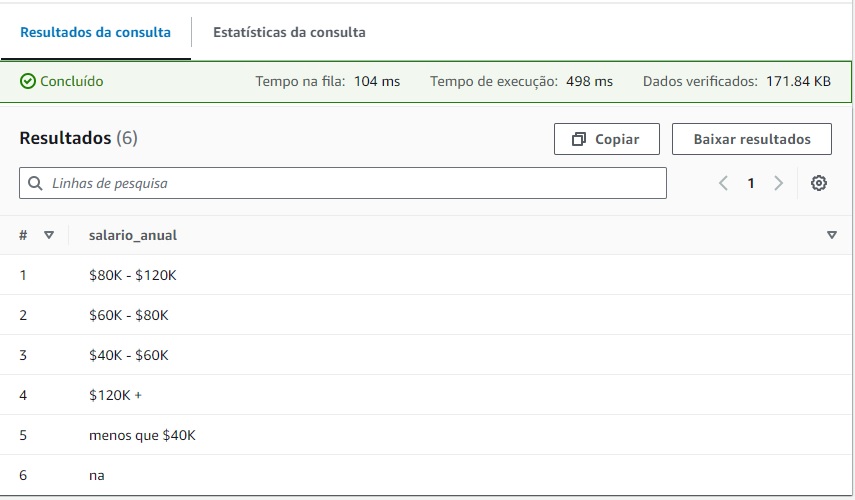 Resultados da consulta Estatísticas da consulta
Concluído Tempo na fila: 104 ms Tempo de execução: 498 ms Dados verificados: 171.84 KB
Resultados (6) Copiar Baixar resultados
Linhas de pesquisa 1
# salario_anual
1 $80K - $120K
2 $60K - $80K
3 $40K - $60K
4 $120K +
5 menos que $40K
6 na